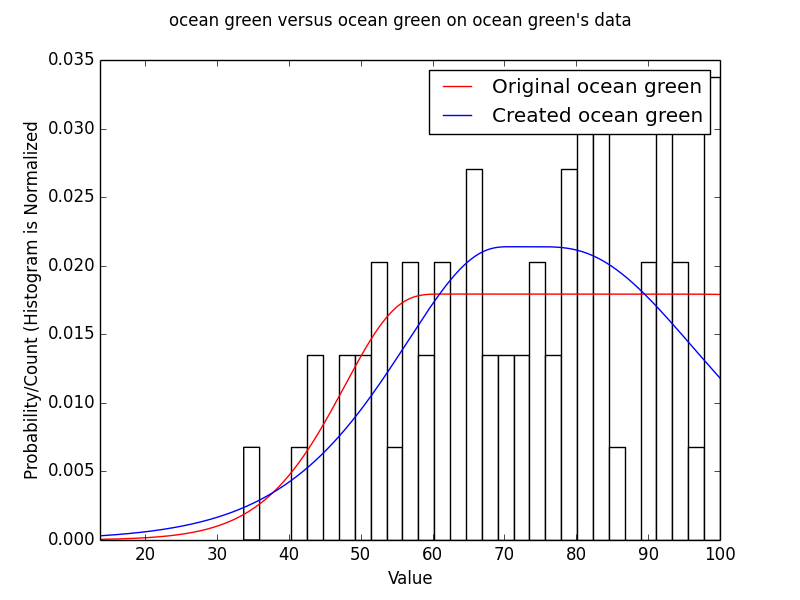 ocean green versus ocean green on ocean green's data
0.035
0.030
0.025
0.020
0.015
0.010
0.005
0.000
Probability/Count (Histogram is Normalized
Original ocean green
Created ocean green
20 30 40 50 60 70 80 90 100
Value